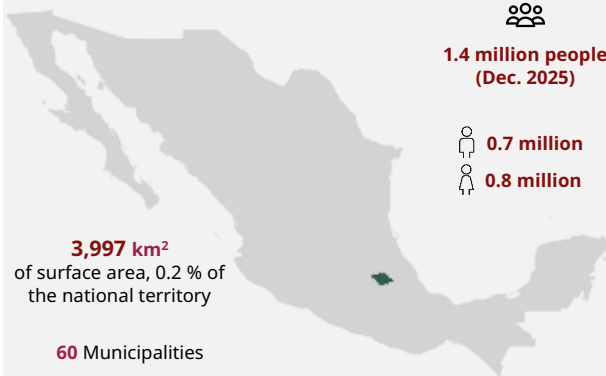 1.4 million people
(Dec. 2025)
0.7 million
0.8 million
3,997 km²
of surface area, 0.2 % of
the national territory
60 Municipalities